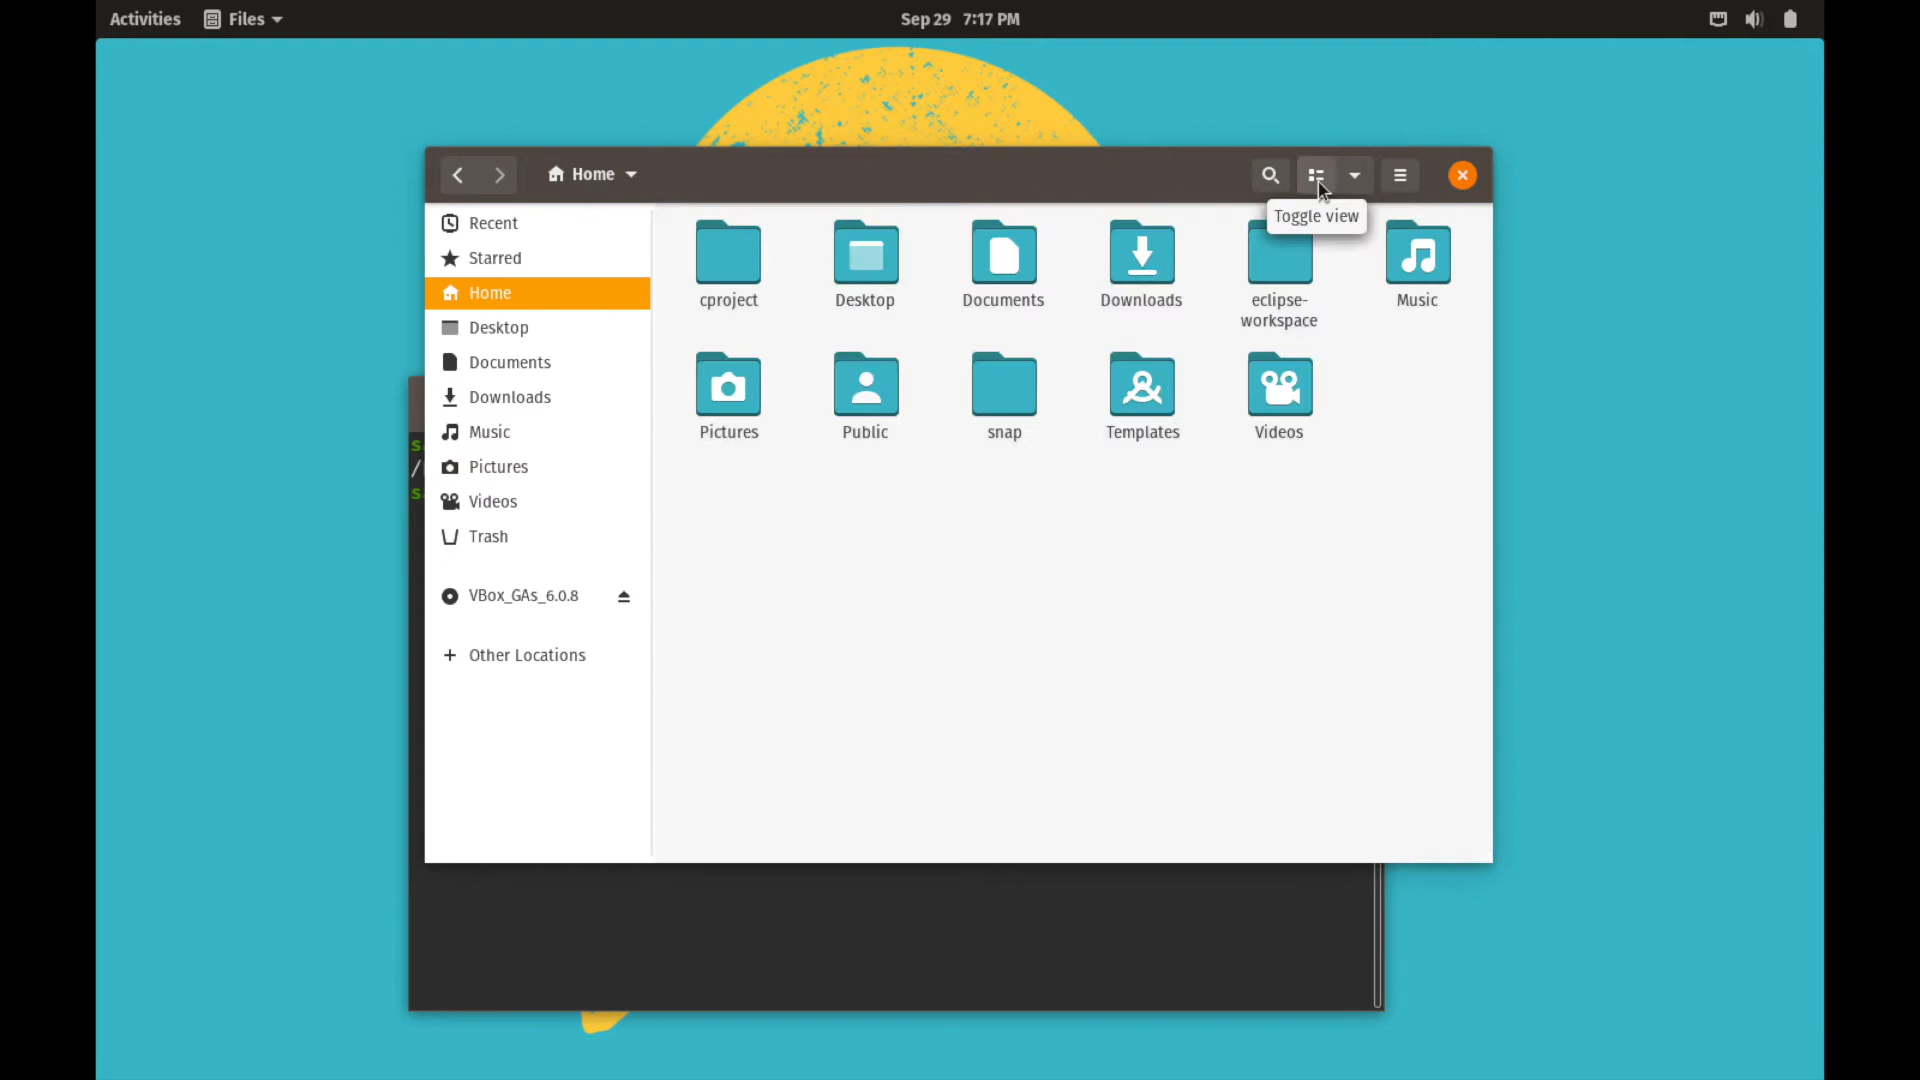 Activities Files Sep 29 7:17 PM
Home
Toggle view
Recent
Starred
Home
Desktop
Documents
Downloads
Music
Pictures
Videos
Trash
VBox_GAs_6.0.8
Other Locations
cproject Desktop Documents Downloads eclipse- Music
workspace
Pictures Public snap Templates Videos
s
/
s